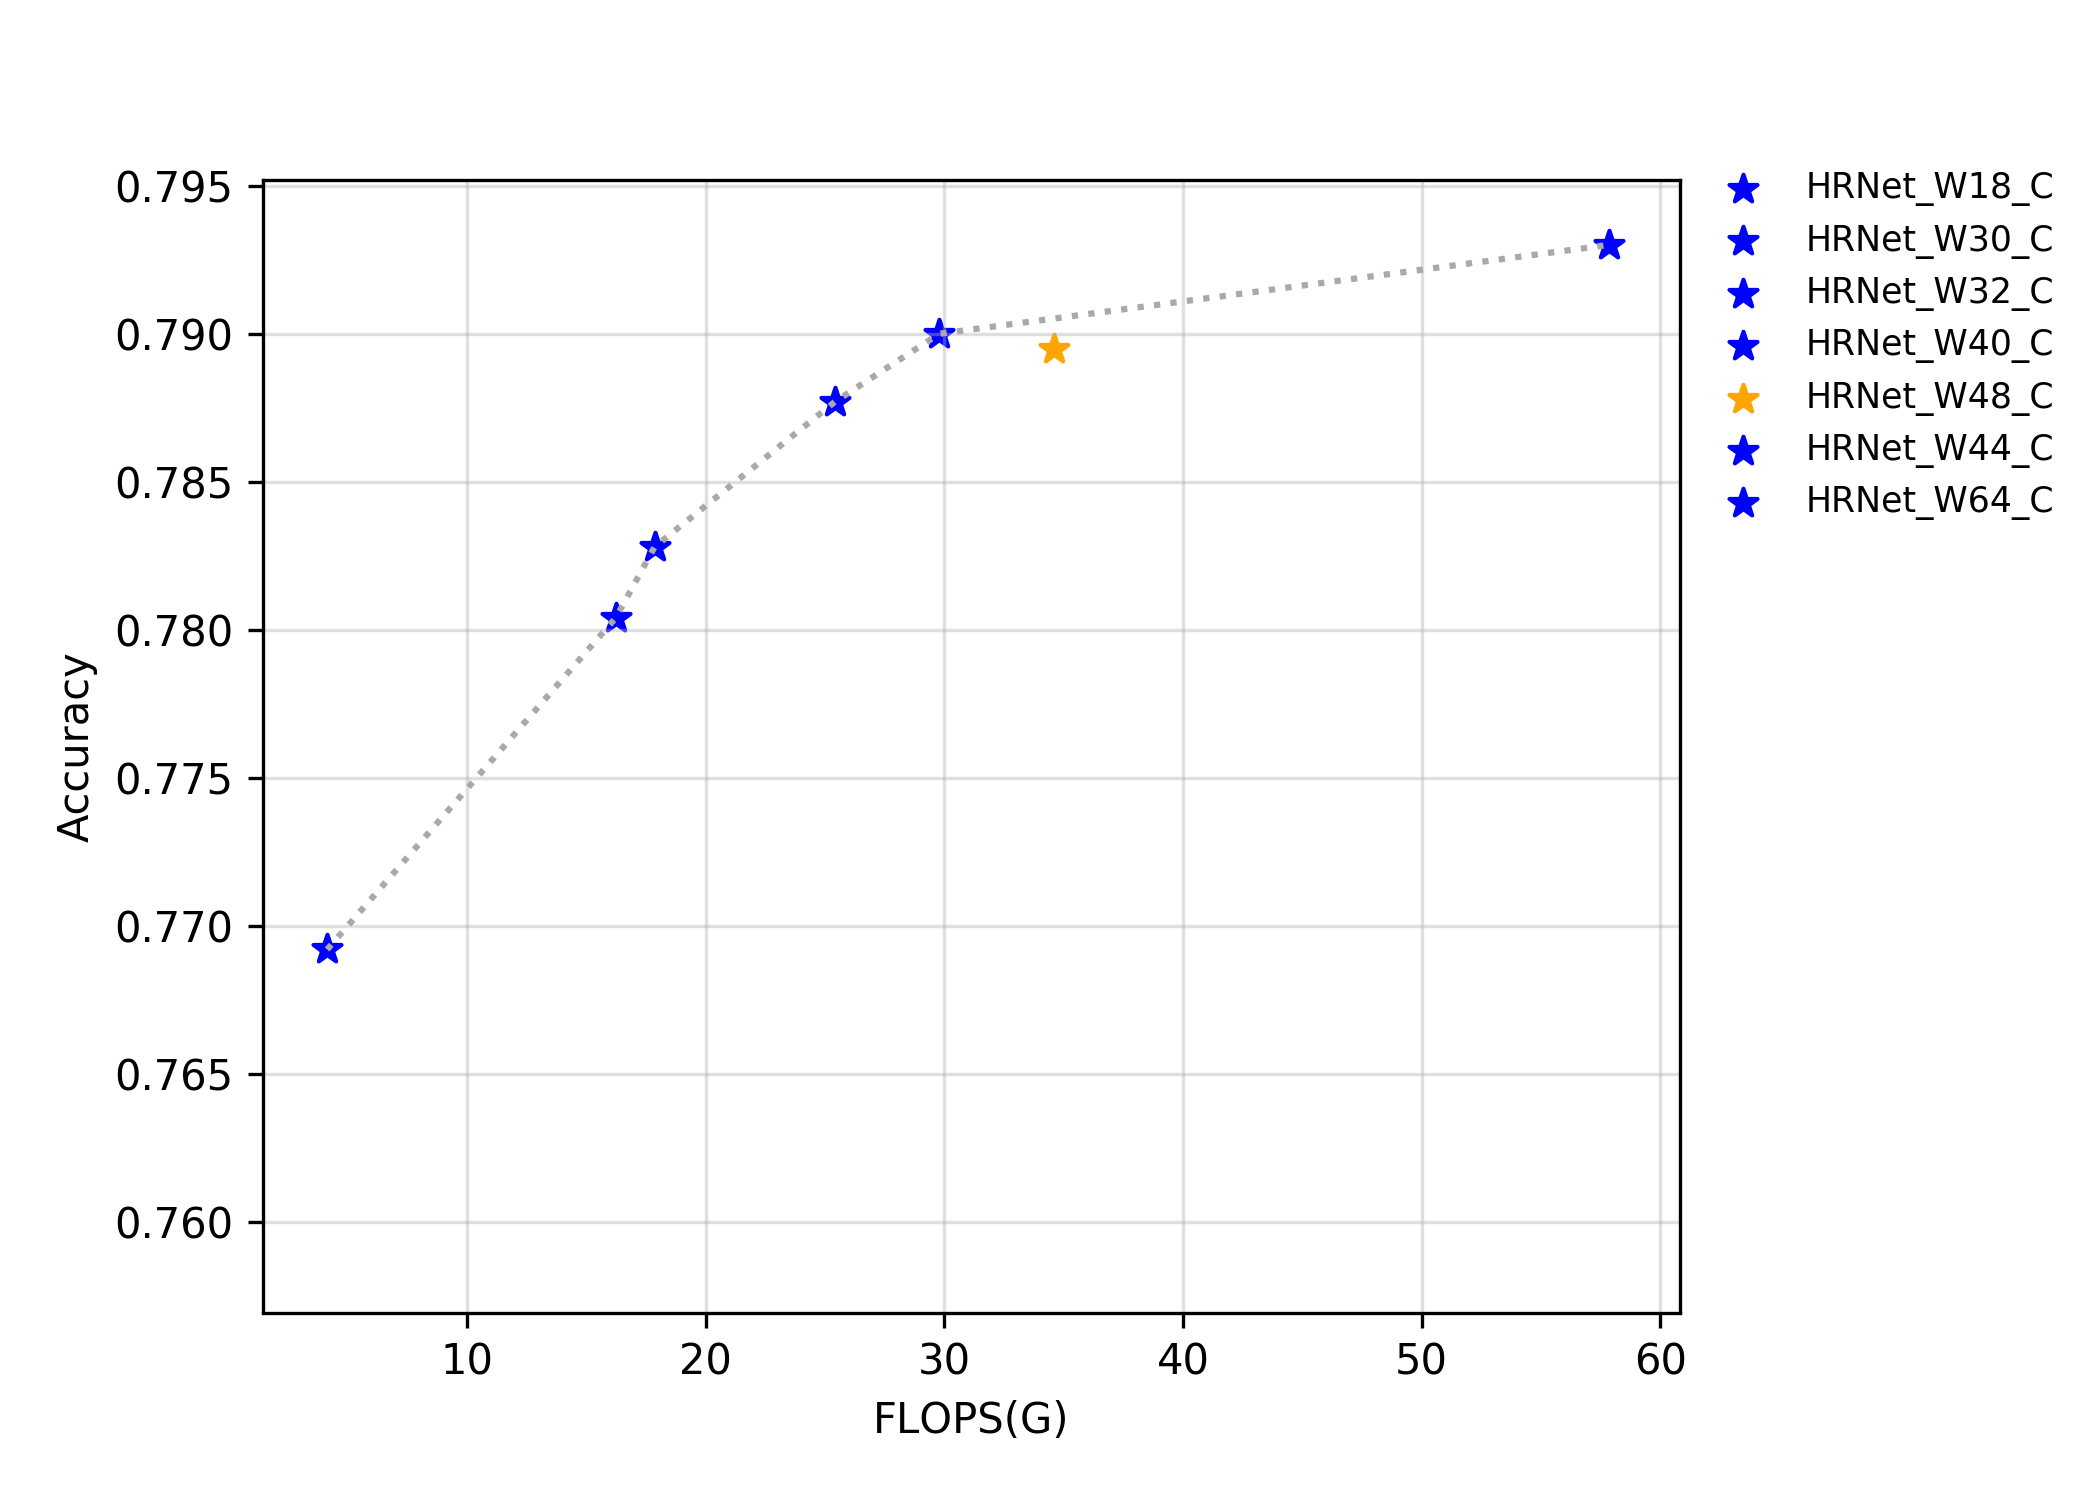 0.795
0.790
0.785
0.780
0.775
0.770
0.765
0.760
Accuracy
10 20 30 40 50 60
FLOPS(G)
HRNet_W18_C
HRNet_W30_C
HRNet_W32_C
HRNet_W40_C
HRNet_W48_C
HRNet_W44_C
HRNet_W64_C